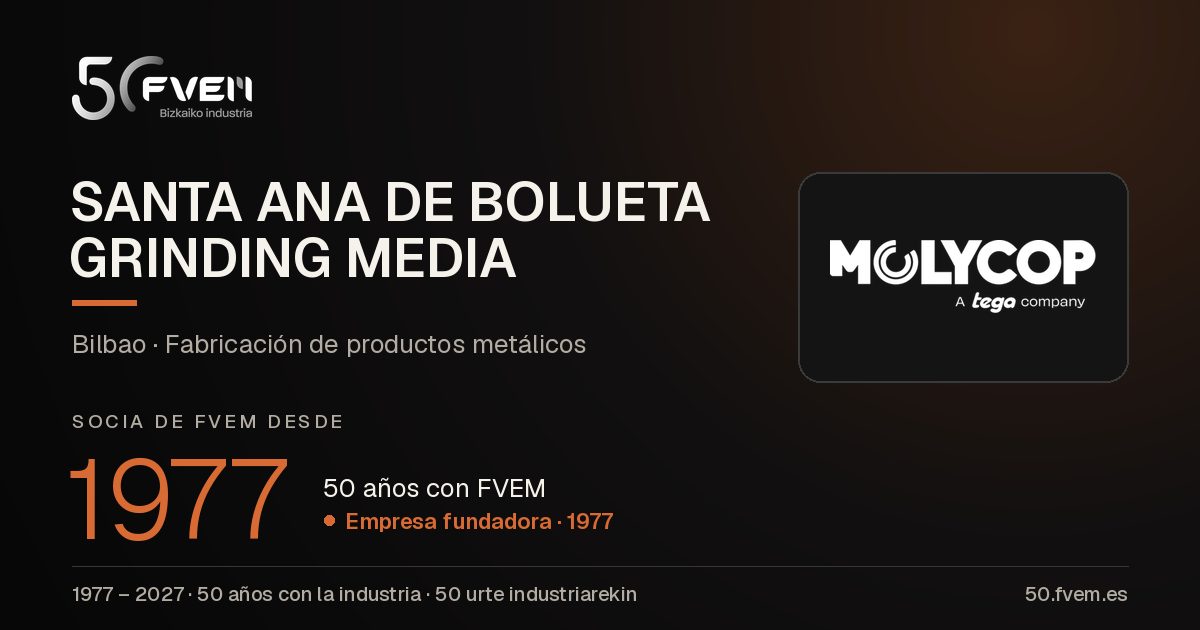 50 FVEM
Bizkaiko industria
SANTA ANA DE BOLUETA
GRINDING MEDIA
MOLYCOP
A tega company
Bilbao · Fabricación de productos metálicos
SOCIA DE FVEM DESDE
1977
50 años con FVEM
Empresa fundadora · 1977
1977 – 2027 · 50 años con la industria · 50 urte industriarekin
50.fvem.es